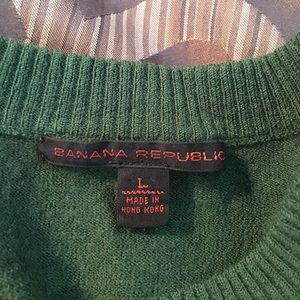 BANANA REPUBLIC
L
MADE IN
HONG KONG